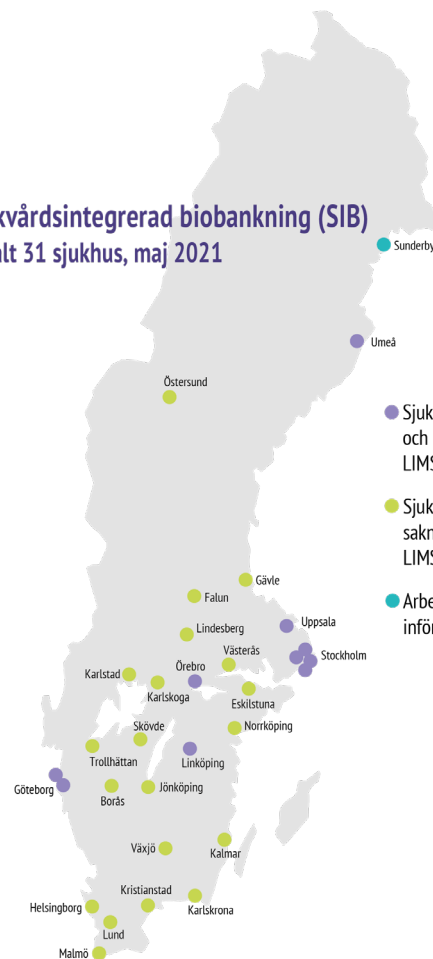 kvårdsintegrerad biobankning (SIB)
alt 31 sjukhus, maj 2021
Sunderby
Umeå
Östersund
Sjuk
och
LIMS
Sjuk
sakn
LIMS
Arbe
inför
Gävle
Falun
Lindesberg
Uppsala
Västerås
Stockholm
Örebro
Karlstad
Karlskoga
Eskilstuna
Skövde
Norrköping
Trollhättan
Linköping
Göteborg
Borås
Jönköping
Växjö
Kalmar
Kristianstad
Helsingborg
Karlskrona
Lund
Malmö